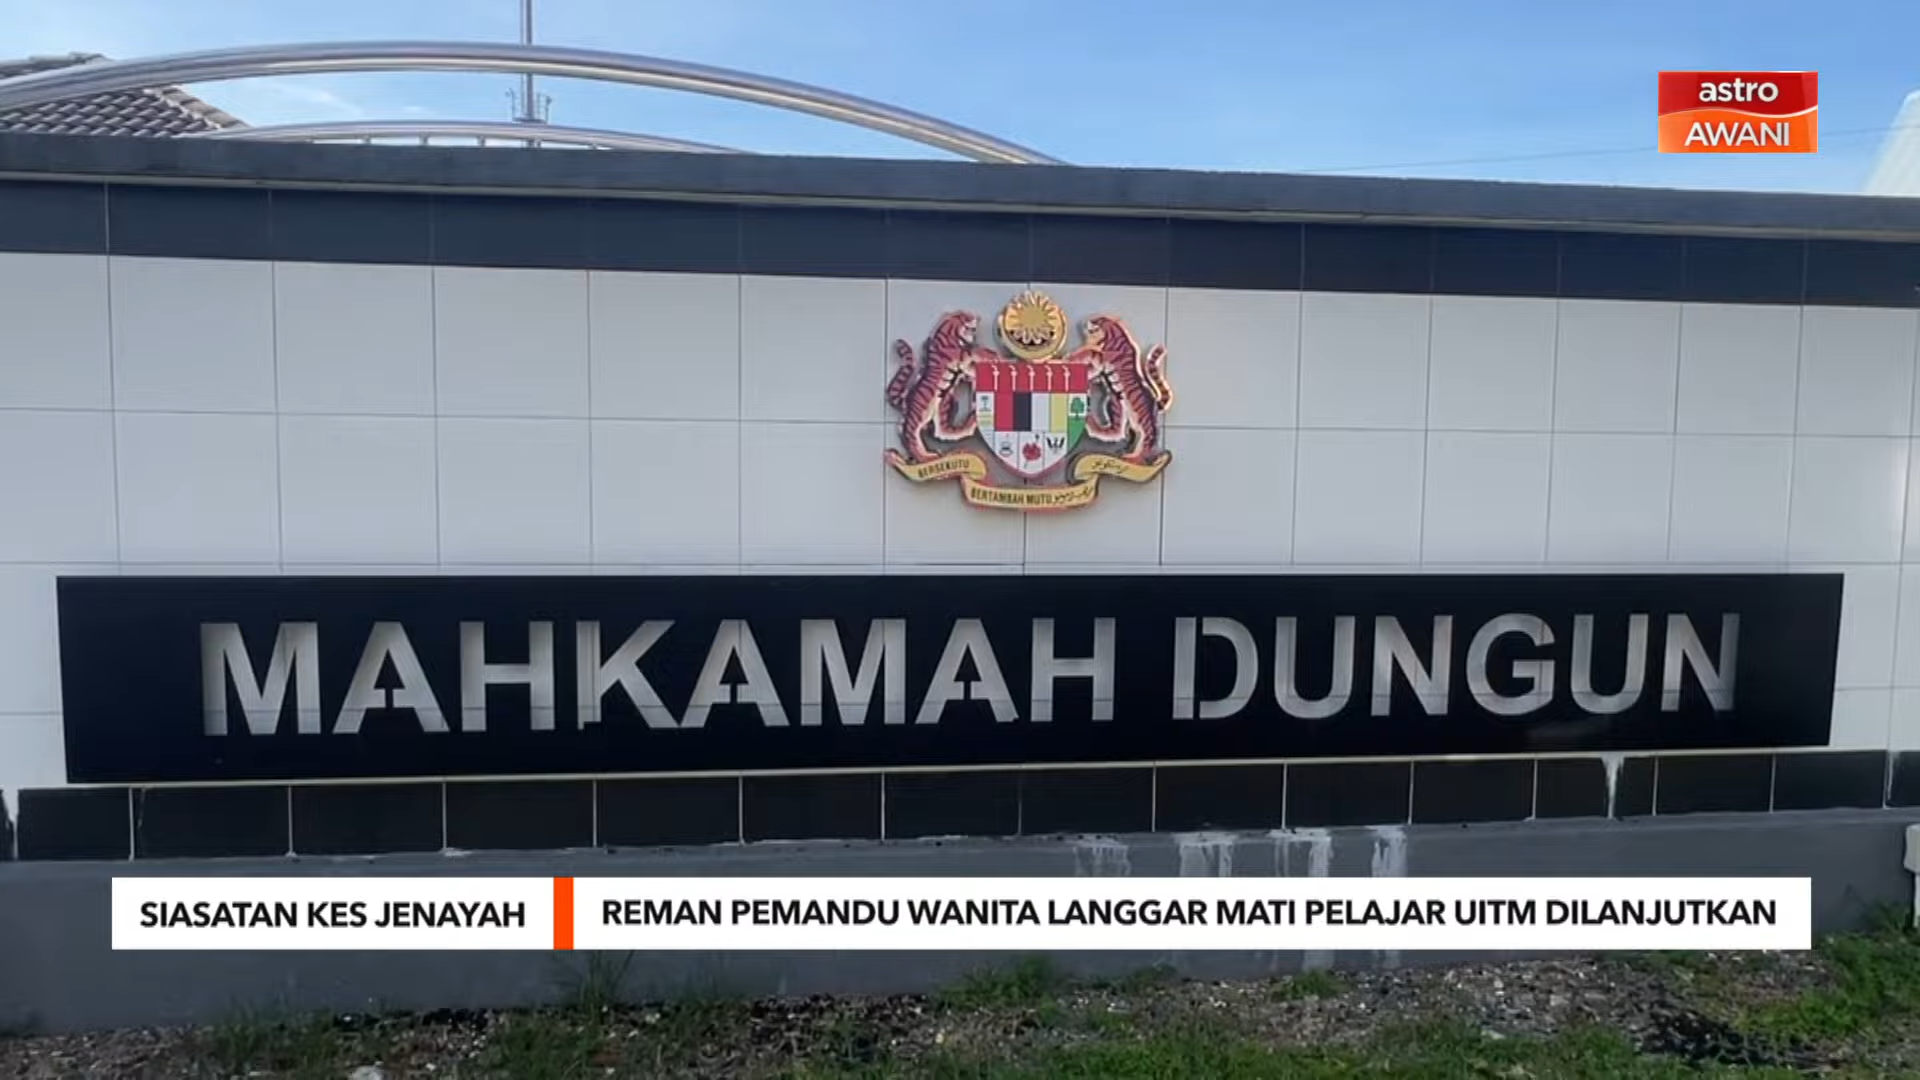 astro
AWANI
BERSEKUTU
BERTAMBAH MUTU
MAHKAMAH DUNGUN
SIASATAN KES JENAYAH
REMAN PEMANDU WANITA LANGGAR MATI PELAJAR UITM DILANJUTKAN